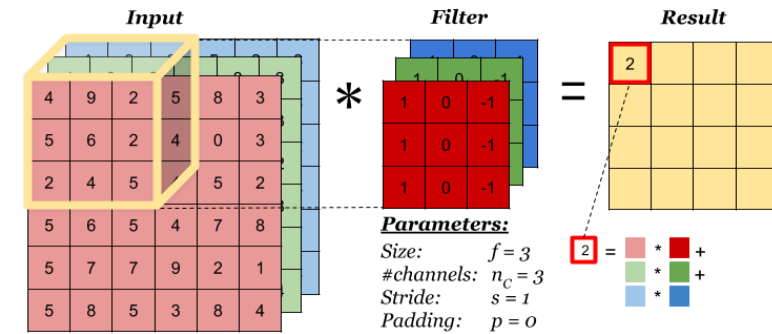 Input Filter Result
4 9 2 5 8 3
5 6 2 4 0 3
2 4 5 5 2
5 6 5 4 7 8
5 7 7 9 2 1
5 8 5 3 8 4
*
1 0 -1
1 0 -1
1 0 -1
1 0 -1
=
2
Parameters:
Size: f = 3
#channels: n_C = 3
Stride: s = 1
Padding: p = 0
2 = * +
* +
*